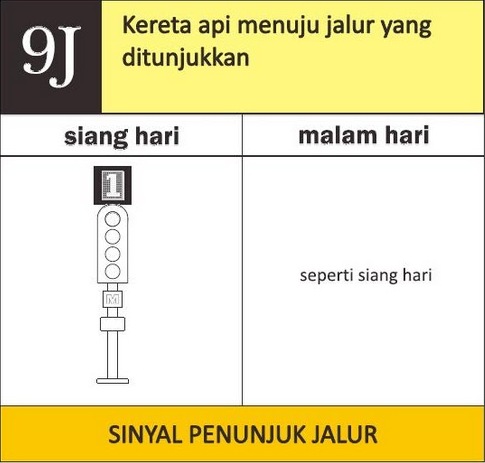 9J
Kereta api menuju jalur yang
ditunjukkan
siang hari
malam hari
1
M
seperti siang hari
SINYAL PENUNJUK JALUR